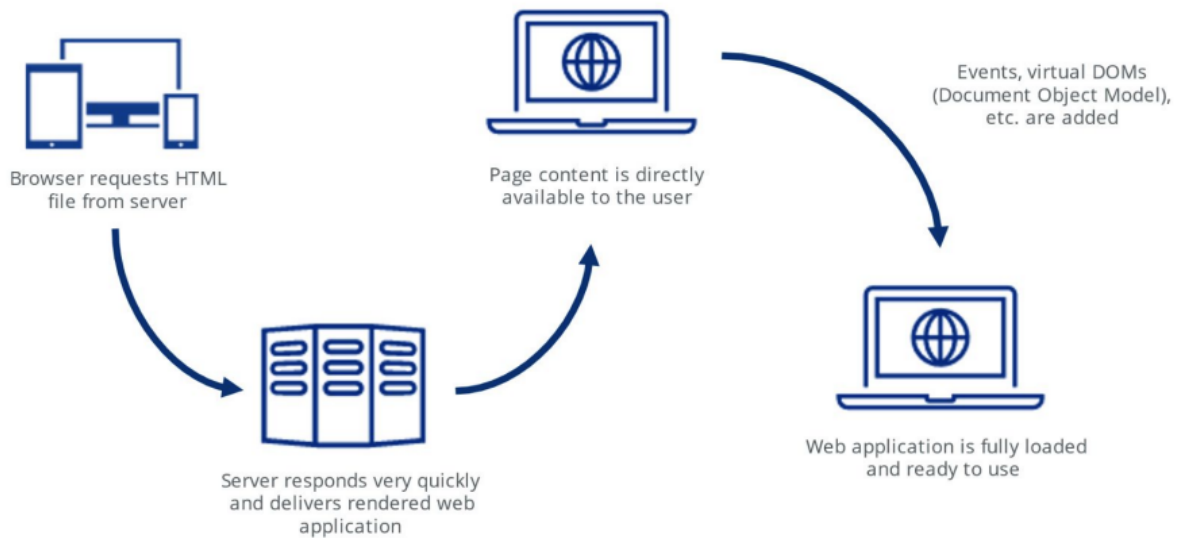 Browser requests HTML
file from server
Server responds very quickly
and delivers rendered web
application
Page content is directly
available to the user
Events, virtual DOMs
(Document Object Model),
etc. are added
Web application is fully loaded
and ready to use